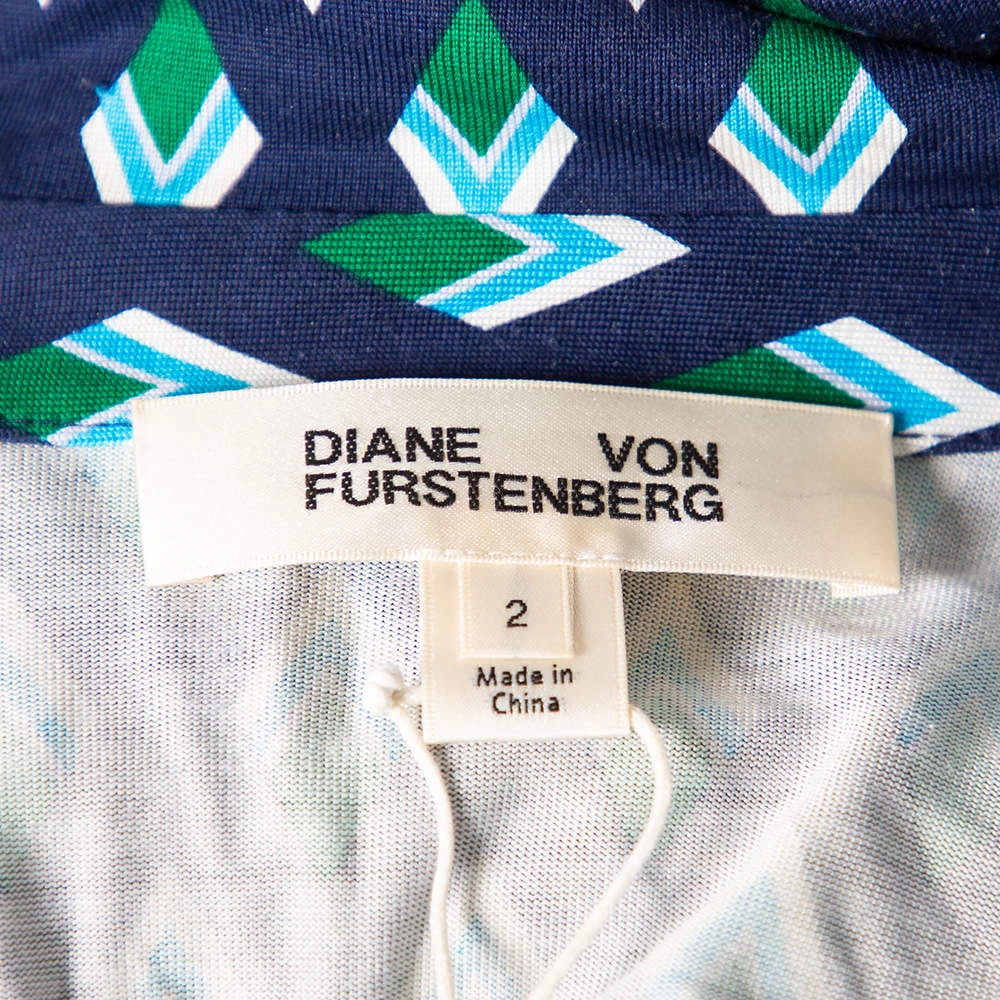 DIANE VON
FURSTENBERG
2
Made in
China